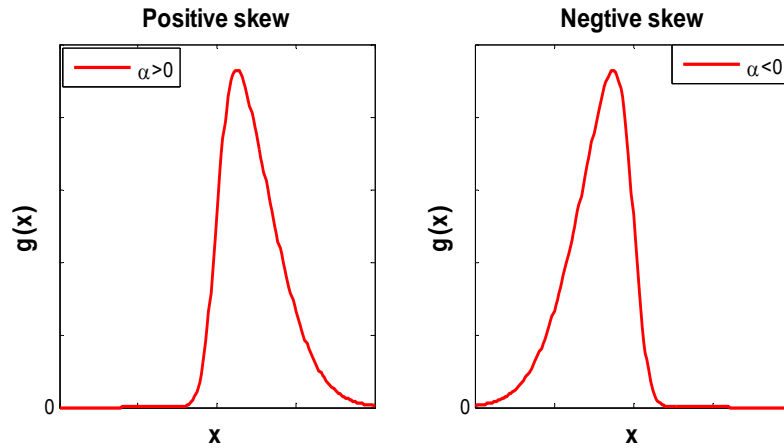 Positive skew
α>0
g(x)
0
x
Negtive skew
α<0
g(x)
0
x